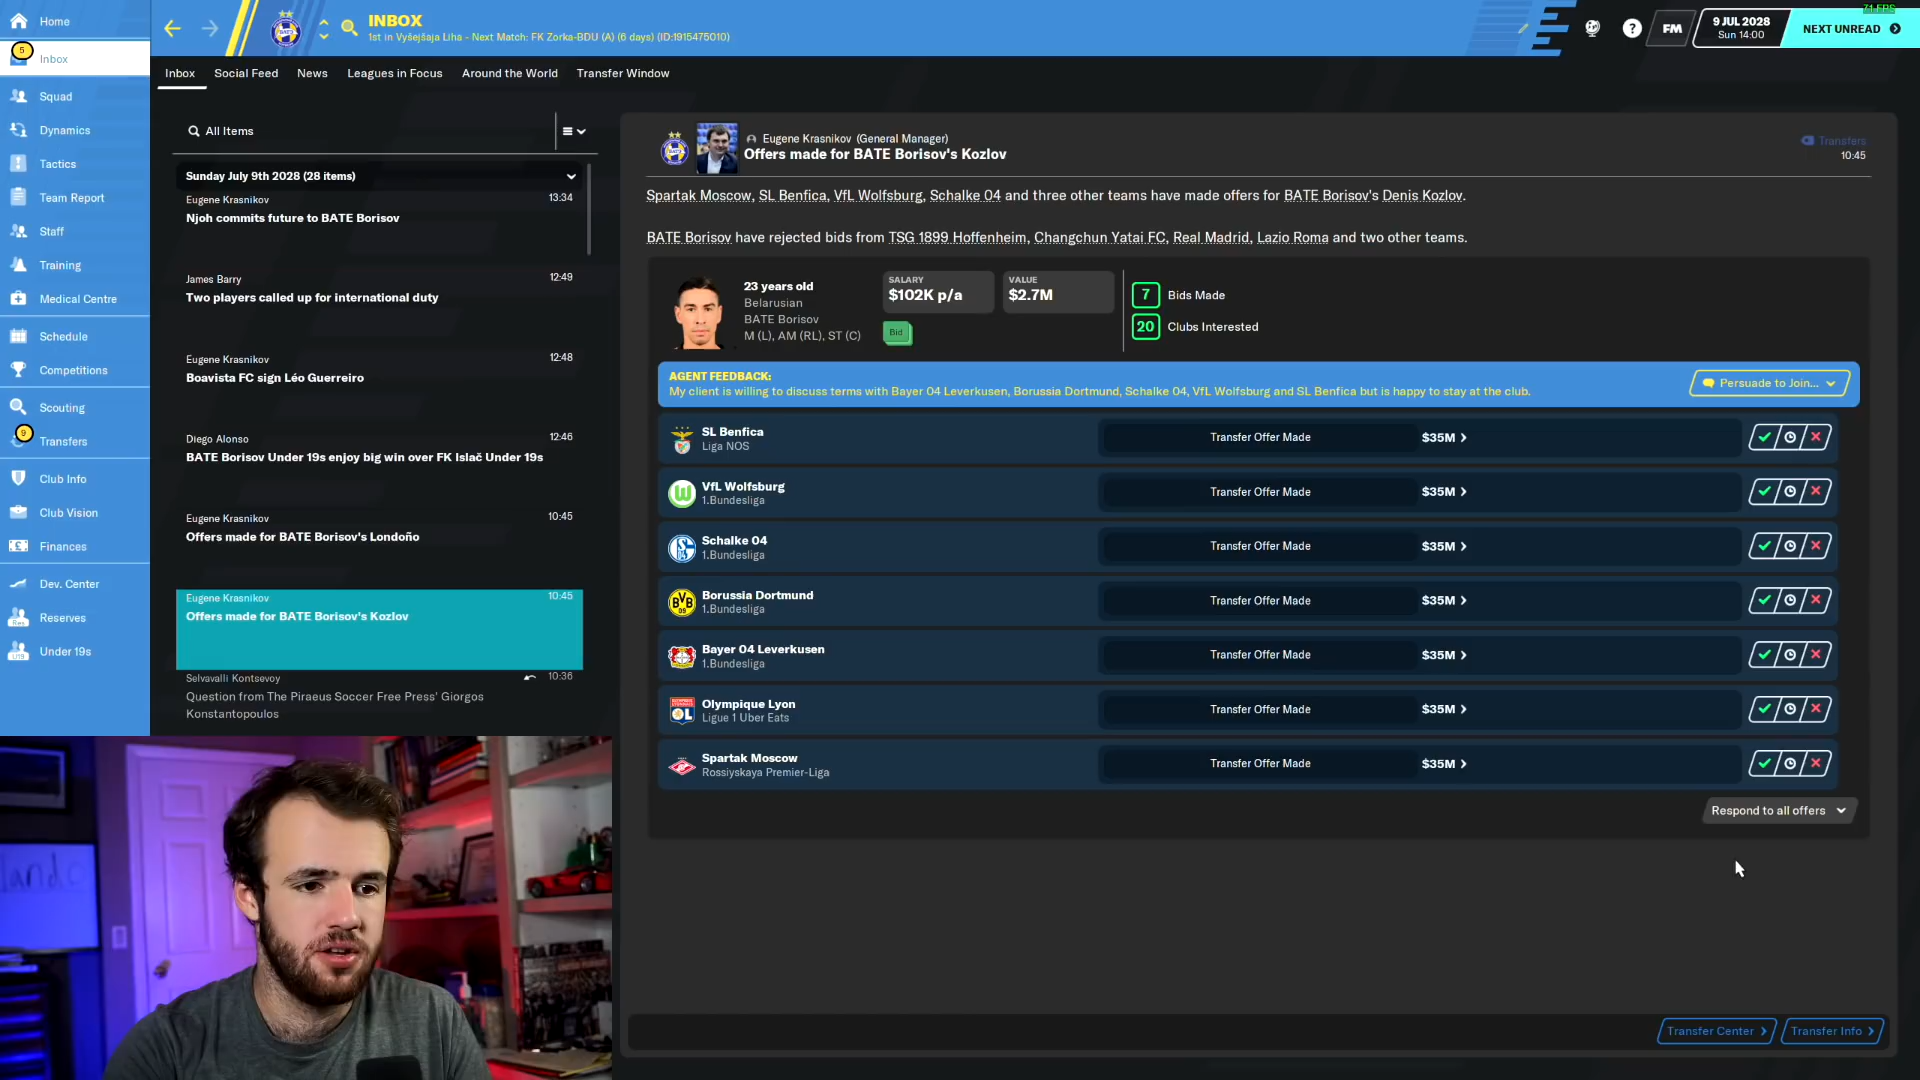 Home
5
Inbox
Squad
Dynamics
Tactics
Team Report
Staff
Training
Medical Centre
Schedule
Competitions
Scouting
9
Transfers
Club Info
Club Vision
Finances
Dev. Center
Reserves
Under 19s
INBOX
1st in Vyšejšaja Liha - Next Match: FK Zorka-BDU (A) (6 days) (ID:1915475010)
FM
9 JUL 2028
Sun 14:00
71 FPS
NEXT UNREAD
Inbox
Social Feed
News
Leagues in Focus
Around the World
Transfer Window
All Items
Sunday July 9th 2028 (28 items)
Eugene Krasnikov 13:34
Njoh commits future to BATE Borisov
James Barry 12:49
Two players called up for international duty
Eugene Krasnikov 12:48
Boavista FC sign Léo Guerreiro
Diego Alonso 12:46
BATE Borisov Under 19s enjoy big win over FK Islač Under 19s
Eugene Krasnikov 10:45
Offers made for BATE Borisov's Londoño
Eugene Krasnikov 10:45
Offers made for BATE Borisov's Kozlov
Selvavalli Kontsevoy 10:36
Question from The Piraeus Soccer Free Press' Giorgos
Konstantopoulos
Eugene Krasnikov (General Manager)
Offers made for BATE Borisov's Kozlov
Transfers
10:45
Spartak Moscow, SL Benfica, VfL Wolfsburg, Schalke 04 and three other teams have made offers for BATE Borisov's Denis Kozlov.
BATE Borisov have rejected bids from TSG 1899 Hoffenheim, Changchun Yatai FC, Real Madrid, Lazio Roma and two other teams.
23 years old
Belarusian
BATE Borisov
M (L), AM (RL), ST (C)
SALARY
$102K p/a
VALUE
$2.7M
Bid
7 Bids Made
20 Clubs Interested
AGENT FEEDBACK:
My client is willing to discuss terms with Bayer 04 Leverkusen, Borussia Dortmund, Schalke 04, VfL Wolfsburg and SL Benfica but is happy to stay at the club.
Persuade to Join...
SL Benfica
Liga NOS
Transfer Offer Made $35M
VfL Wolfsburg
1.Bundesliga
Transfer Offer Made $35M
Schalke 04
1.Bundesliga
Transfer Offer Made $35M
Borussia Dortmund
1.Bundesliga
Transfer Offer Made $35M
Bayer 04 Leverkusen
1.Bundesliga
Transfer Offer Made $35M
Olympique Lyon
Ligue 1 Uber Eats
Transfer Offer Made $35M
Spartak Moscow
Rossiyskaya Premier-Liga
Transfer Offer Made $35M
Respond to all offers
Transfer Center
Transfer Info